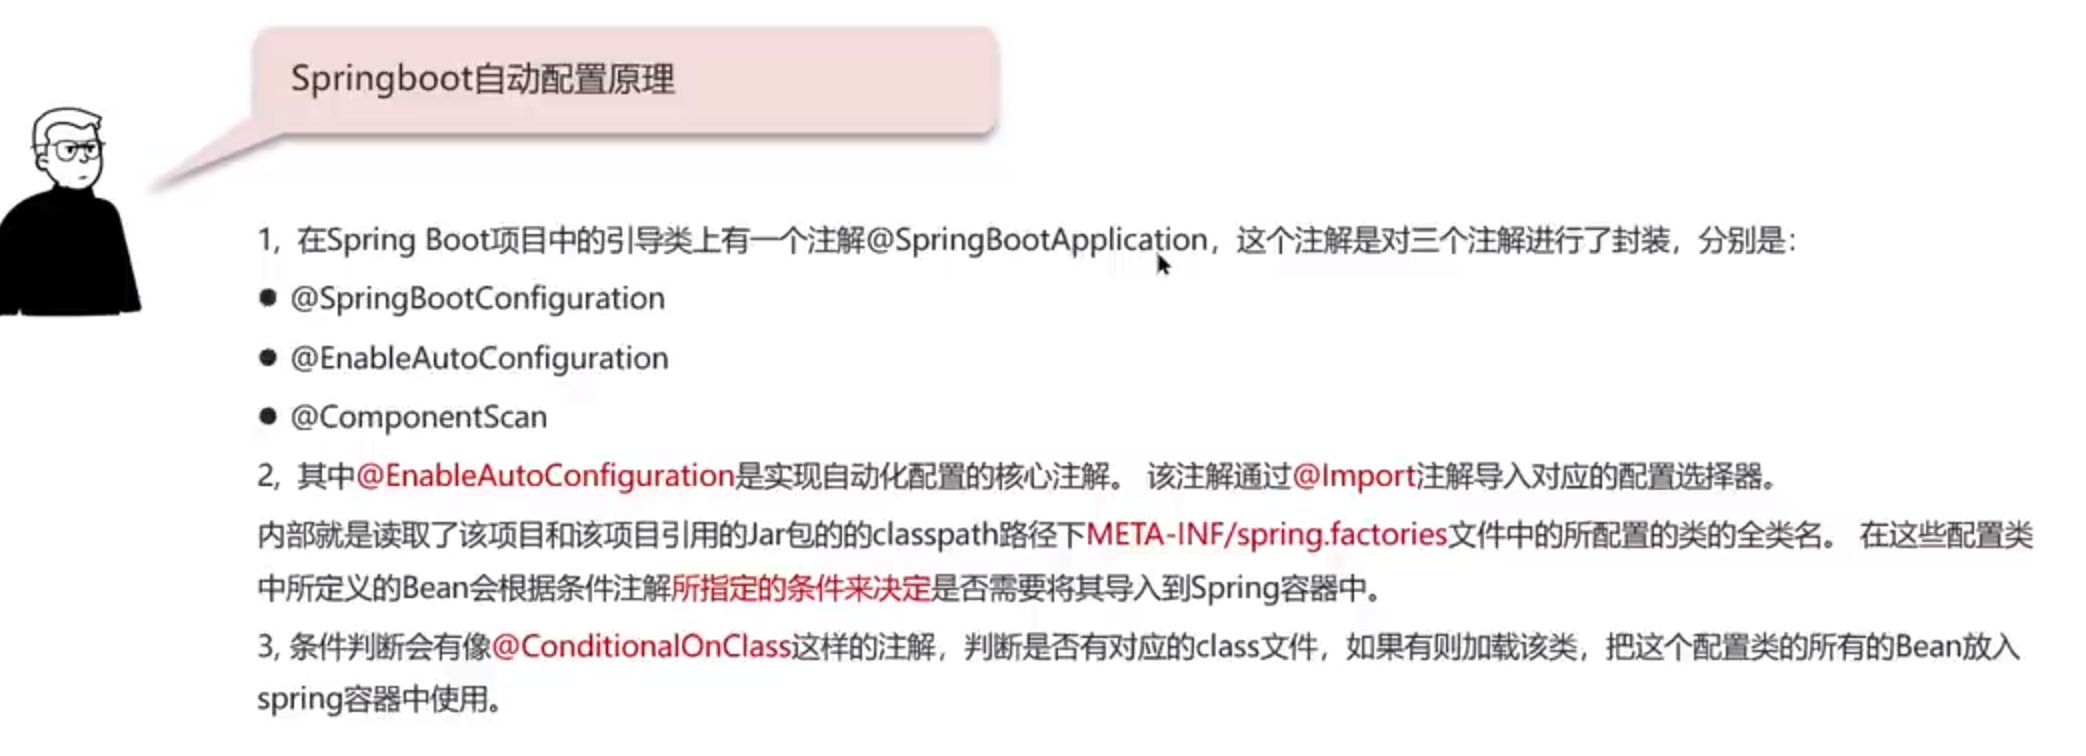 Springboot自动配置原理
1, 在Spring Boot项目中的引导类上有一个注解@SpringBootApplication，这个注解是对三个注解进行了封装，分别是：
● @SpringBootConfiguration
● @EnableAutoConfiguration
● @ComponentScan
2, 其中@EnableAutoConfiguration是实现自动化配置的核心注解。 该注解通过@Import注解导入对应的配置选择器。
内部就是读取了该项目和该项目引用的Jar包的的classpath路径下META-INF/spring.factories文件中的所配置的类的全类名。 在这些配置类
中所定义的Bean会根据条件注解所指定的条件来决定是否需要将其导入到Spring容器中。
3, 条件判断会有像@ConditionalOnClass这样的注解，判断是否有对应的class文件，如果有则加载该类，把这个配置类的所有的Bean放入
spring容器中使用。